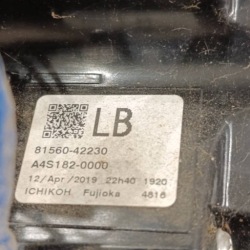 LB
81560-42230
A4S182-0000
12/Apr/2019 22h40 1920
ICHIKOH, Fujioka 4816